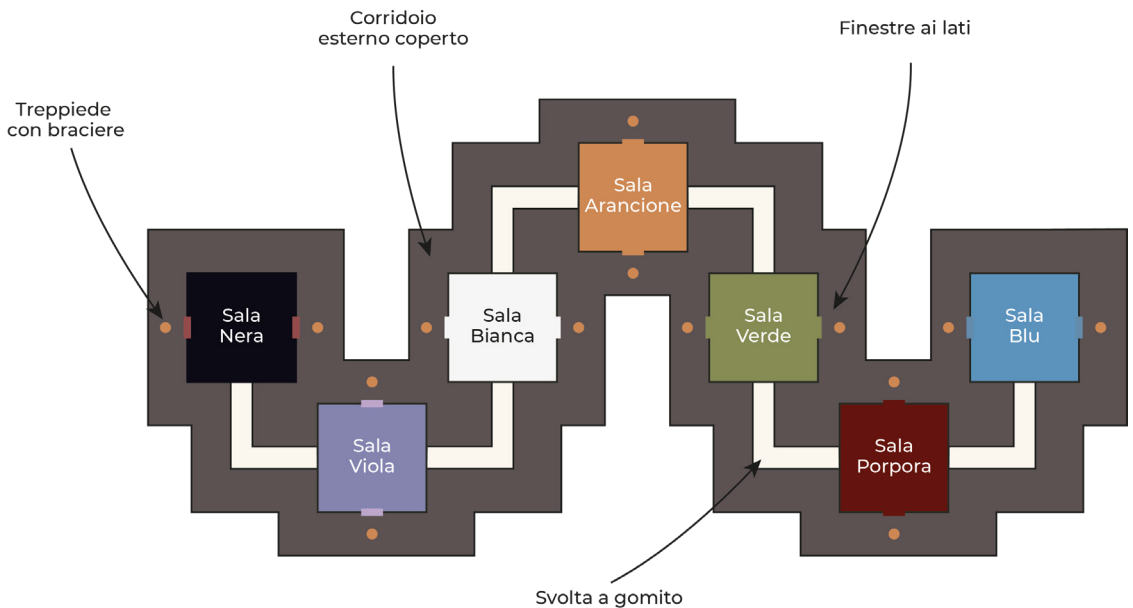 Corridoio
esterno coperto
Finestre ai lati
Treppiede
con braciere
Sala
Arancione
Sala
Nera
Sala
Bianca
Sala
Verde
Sala
Blu
Sala
Viola
Sala
Porpora
Svolta a gomito